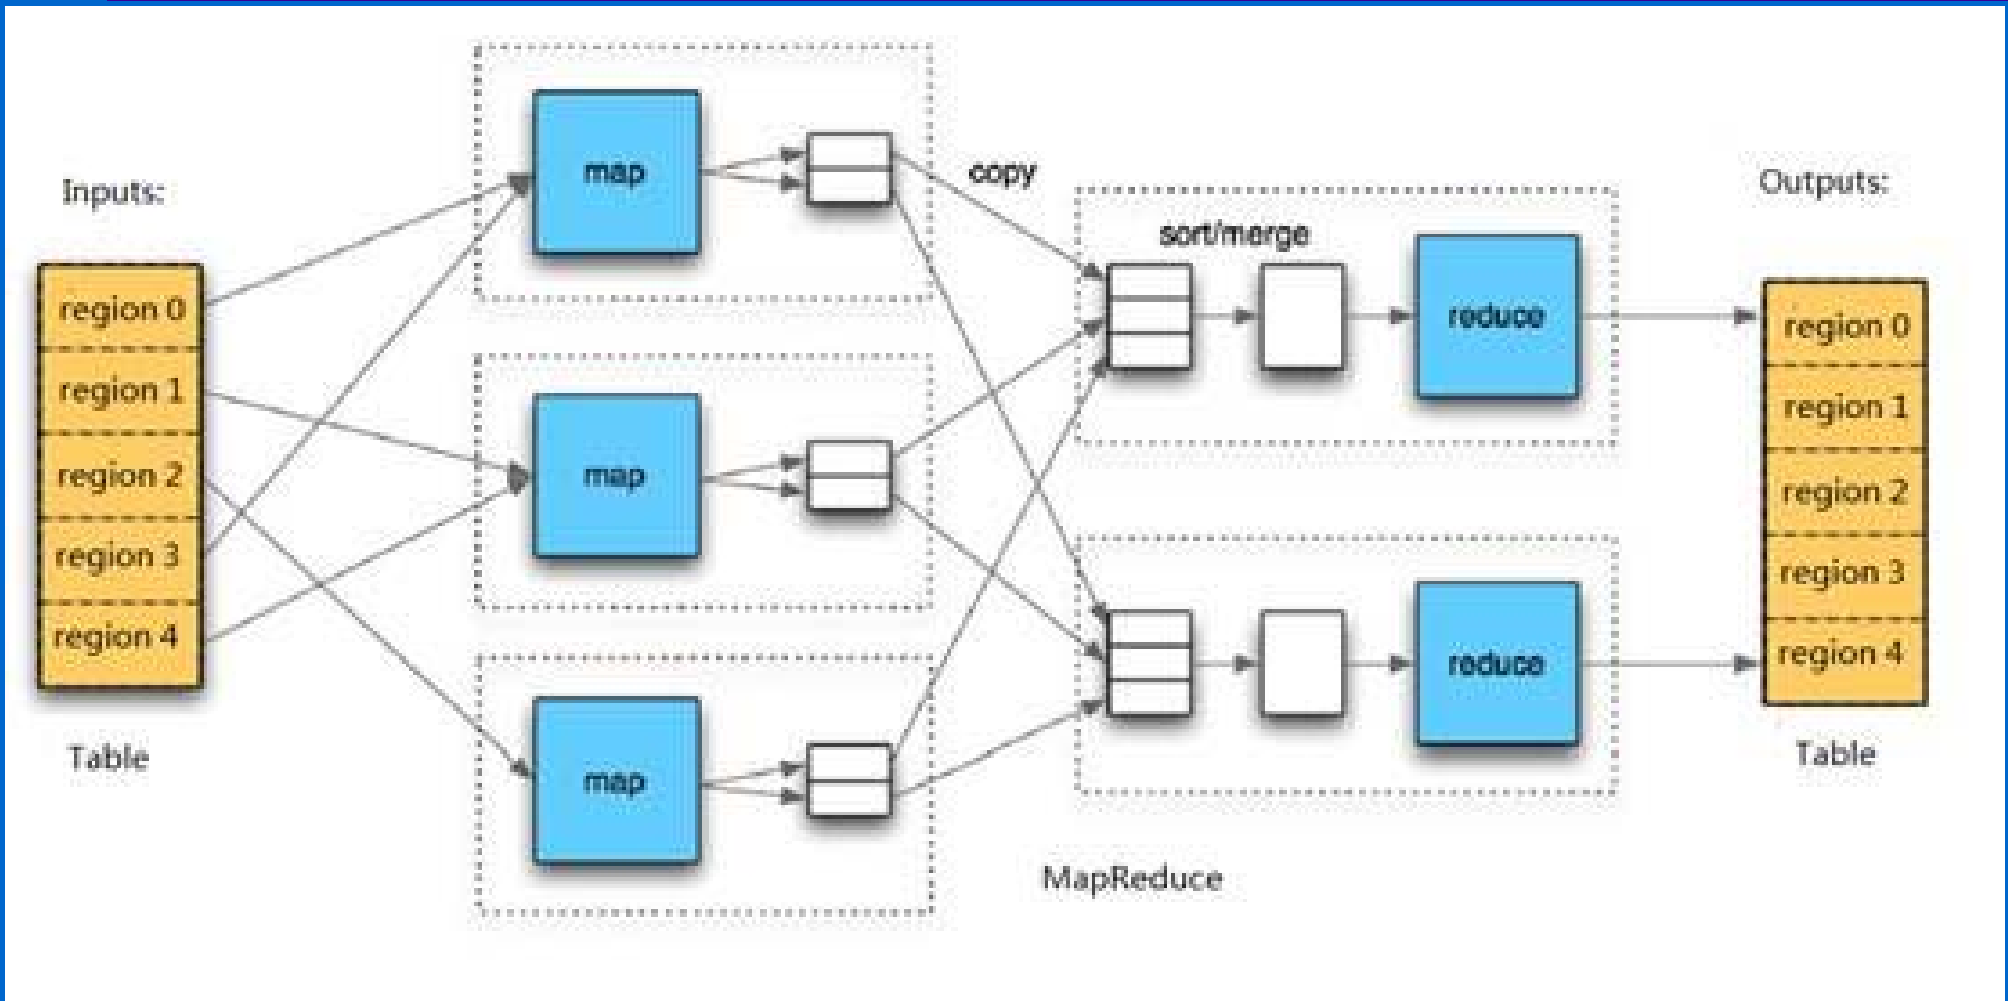 Inputs:
region 0
region 1
region 2
region 3
region 4
Table
map
map
map
copy
sort/merge
reduce
reduce
MapReduce
Outputs:
region 0
region 1
region 2
region 3
region 4
Table